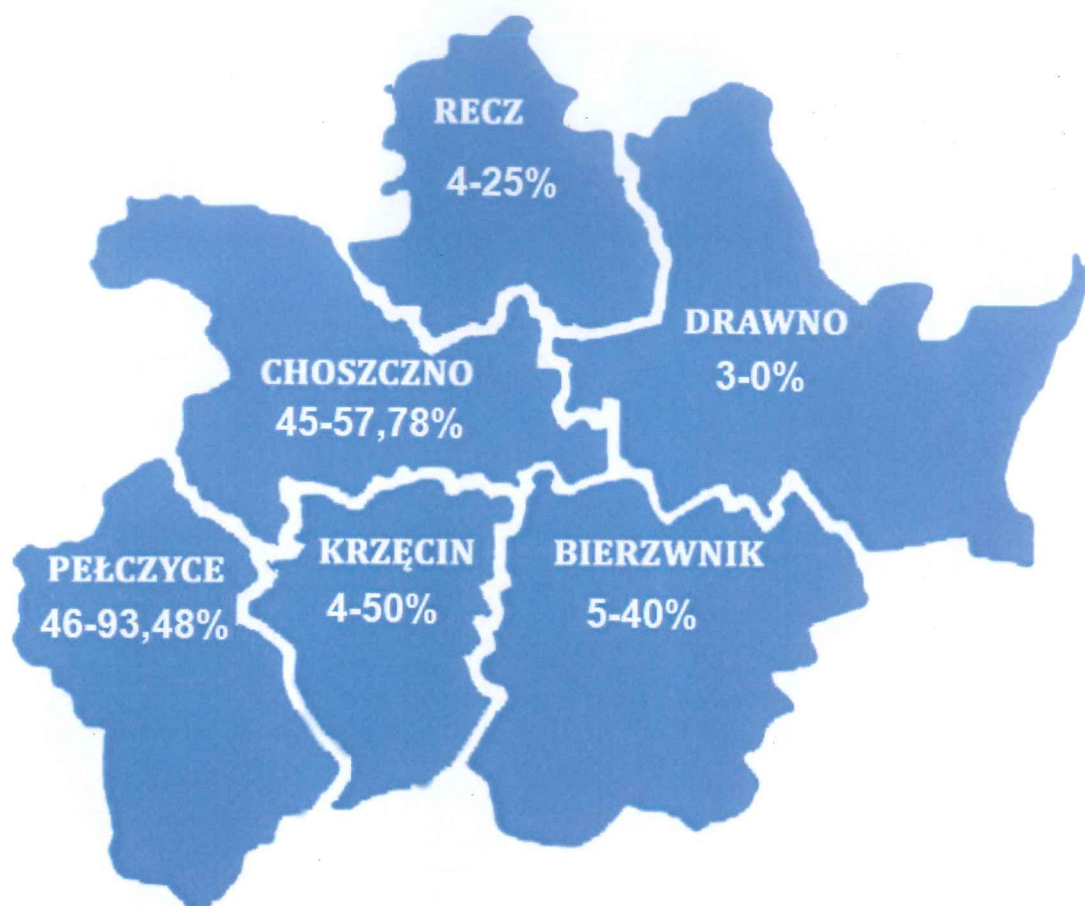 RECZ
4-25%
DRAWNO
3-0%
CHOSZCZNO
45-57,78%
KRZĘCIN
4-50%
BIERZWNIK
5-40%
PEŁCZYCE
46-93,48%